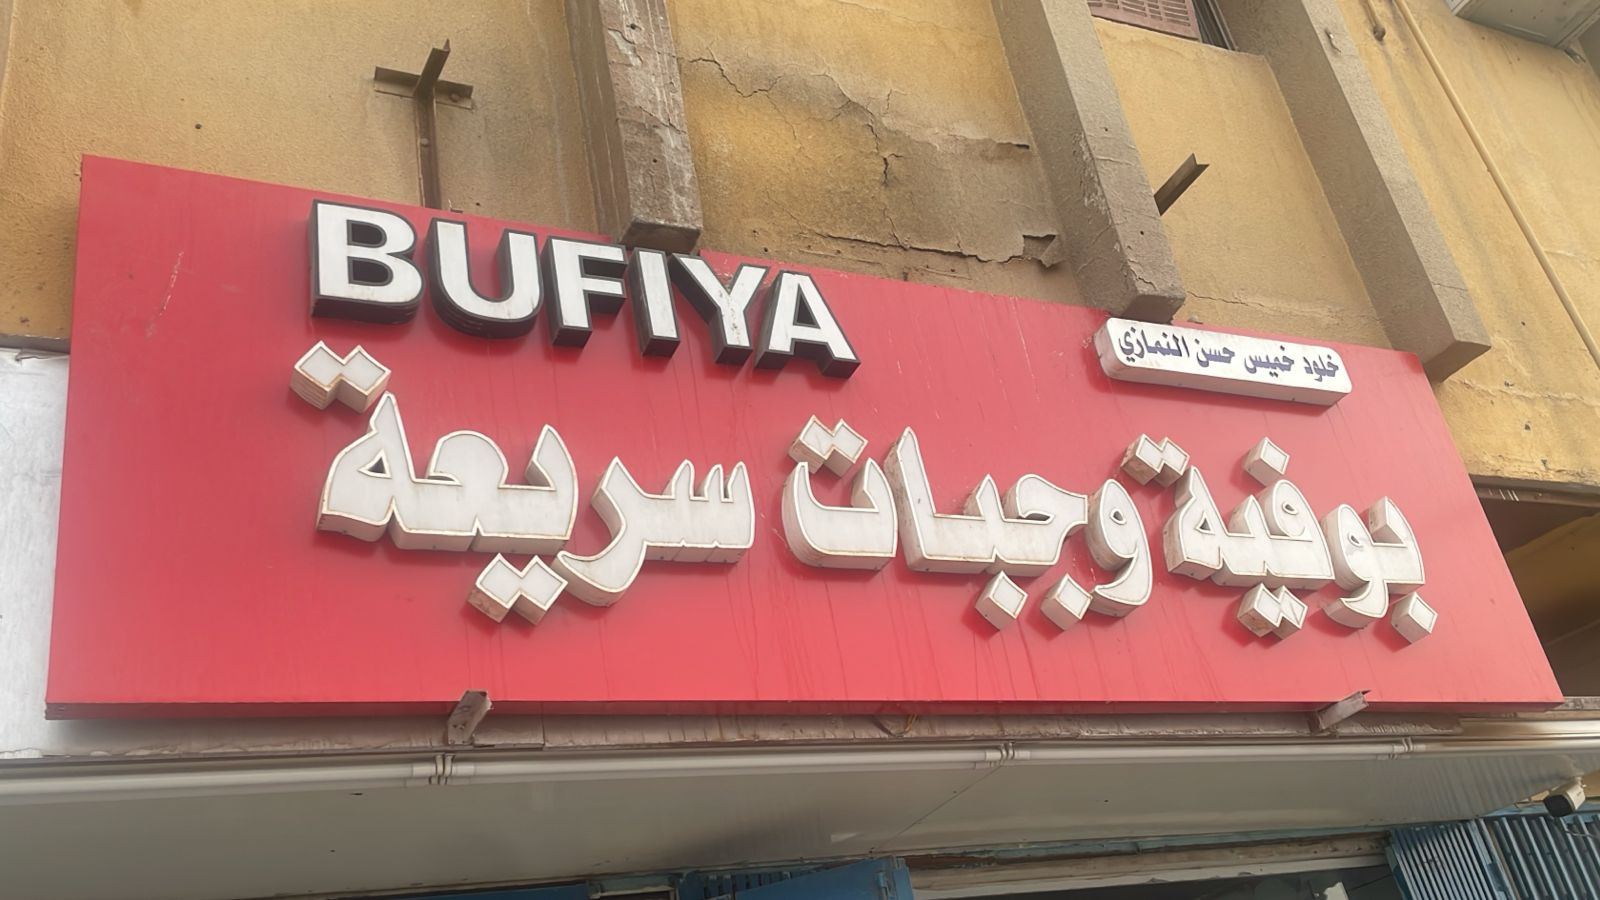 BUFIYA
خلود خميس حسن النمازي
بوفية وجبات سريعة